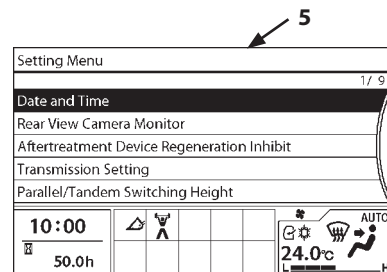 5
Setting Menu
1/ 9
Date and Time
Rear View Camera Monitor
Aftertreatment Device Regeneration Inhibit
Transmission Setting
Parallel/Tandem Switching Height
10:00
50.0h
AUTO
24.0℃
L H